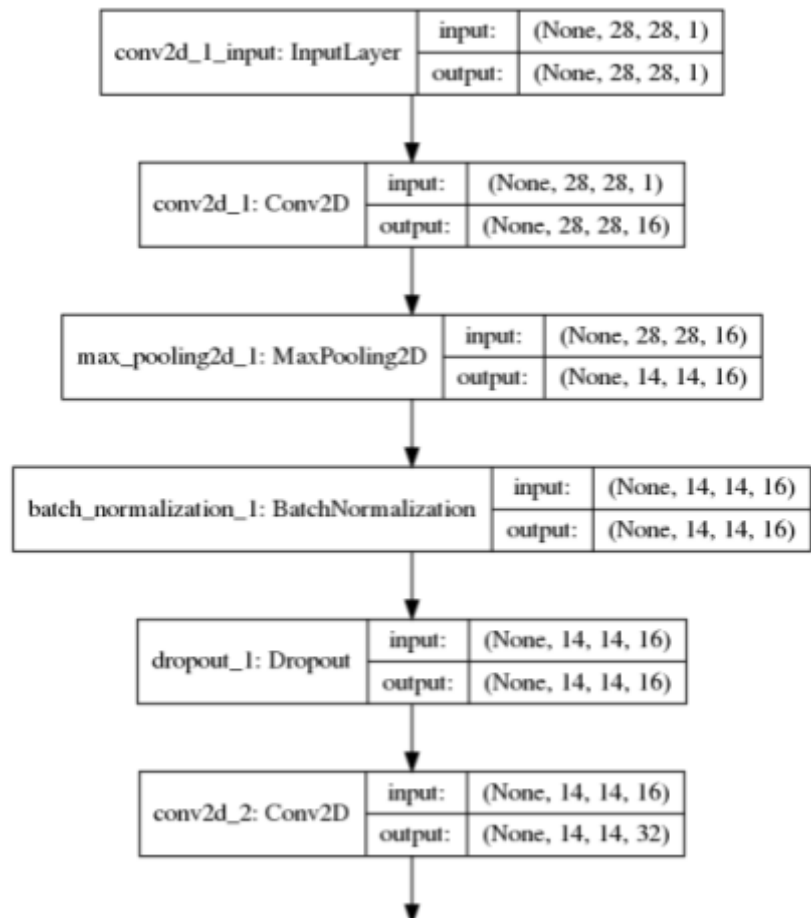 conv2d_1_input: InputLayer
input: (None, 28, 28, 1)
output: (None, 28, 28, 1)
conv2d_1: Conv2D
input: (None, 28, 28, 1)
output: (None, 28, 28, 16)
max_pooling2d_1: MaxPooling2D
input: (None, 28, 28, 16)
output: (None, 14, 14, 16)
batch_normalization_1: BatchNormalization
input: (None, 14, 14, 16)
output: (None, 14, 14, 16)
dropout_1: Dropout
input: (None, 14, 14, 16)
output: (None, 14, 14, 16)
conv2d_2: Conv2D
input: (None, 14, 14, 16)
output: (None, 14, 14, 32)